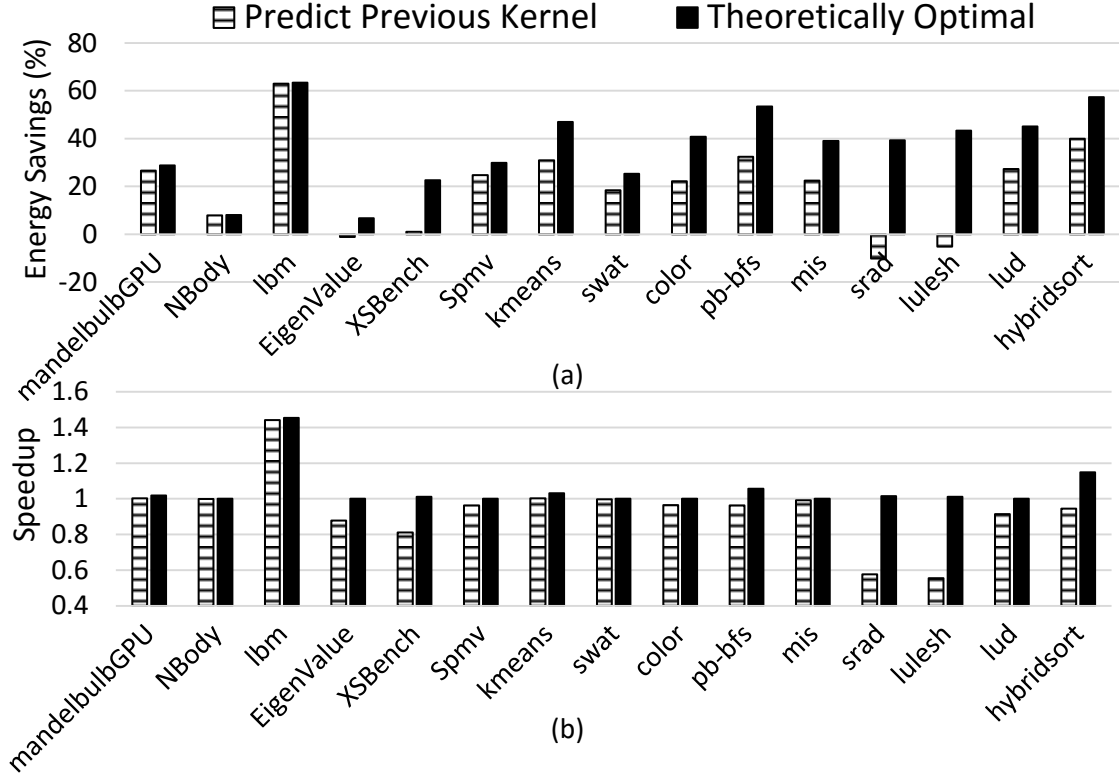 Predict Previous Kernel Theoretically Optimal
Energy Savings (%)
80
60
40
20
0
-20
mandelbulbGPU
NBody
lbm
EigenValue
XSBench
Spmv
kmeans
swat
color
pb-bfs
mis
srad
lulesh
lud
hybridsort
(a)
Speedup
1.6
1.4
1.2
1
0.8
0.6
0.4
mandelbulbGPU
NBody
lbm
EigenValue
XSBench
Spmv
kmeans
swat
color
pb-bfs
mis
srad
lulesh
lud
hybridsort
(b)